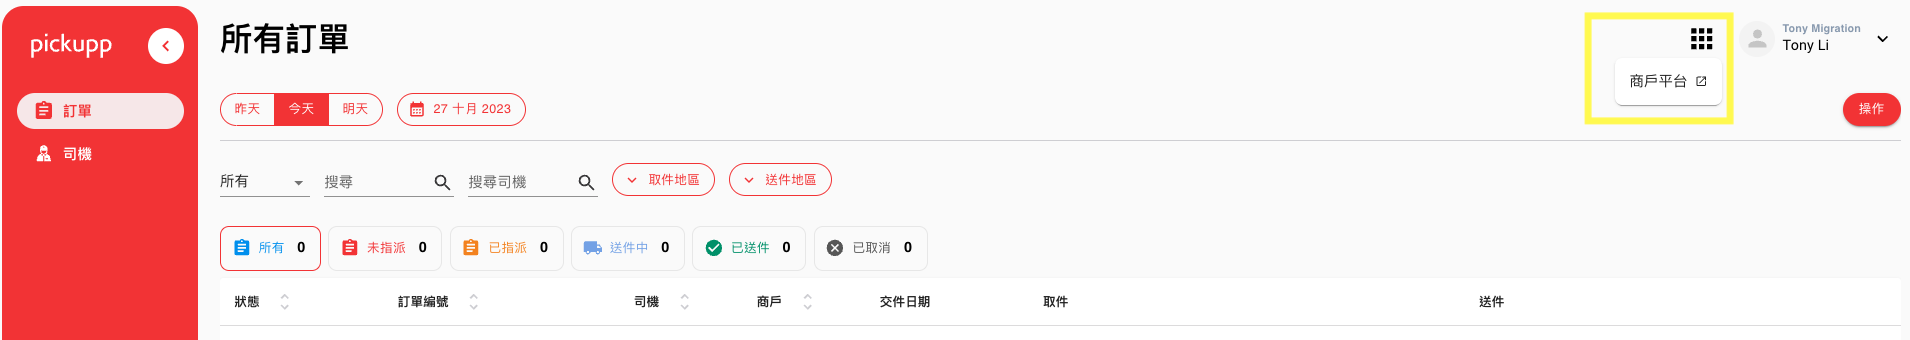 pickupp
訂單
司機
所有訂單
Tony Migration
Tony Li
商戶平台
昨天 今天 明天 27 十月 2023
操作
所有 搜尋 搜尋司機 取件地區 送件地區
所有 0 未指派 0 已指派 0 送件中 0 已送件 0 已取消 0
狀態 訂單編號 司機 商戶 交件日期 取件 送件